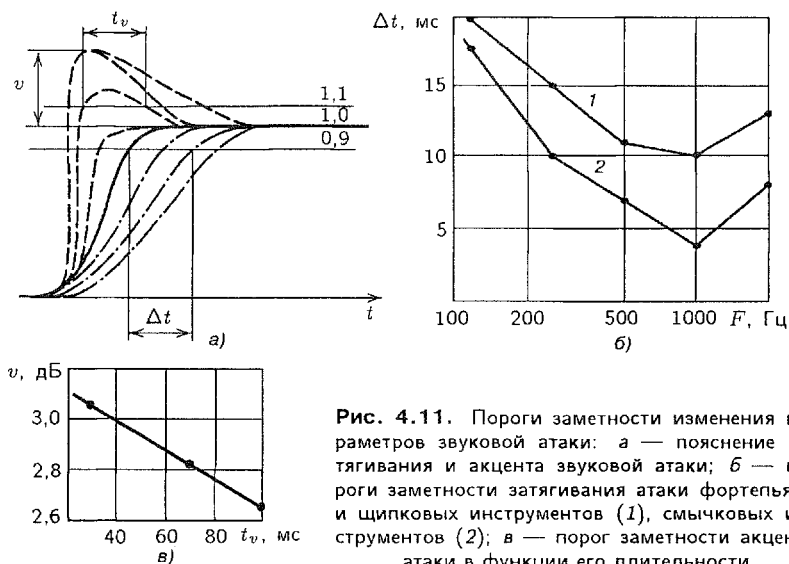 t_v
v
1,1
1,0
0,9
Δt
t
а)
Δt, мс
15
10
5
1
2
100 200 500 1000 F, Гц
б)
v, дБ
3,0
2,8
2,6
40 60 80 t_v, мс
в)
Рис. 4.11. Пороги заметности изменения
раметров звуковой атаки: а — пояснение
тягивания и акцента звуковой атаки; б —
роги заметности затягивания атаки фортепья
и щипковых инструментов (1), смычковых и
струментов (2); в — порог заметности акцен
атаки в функции его длительности